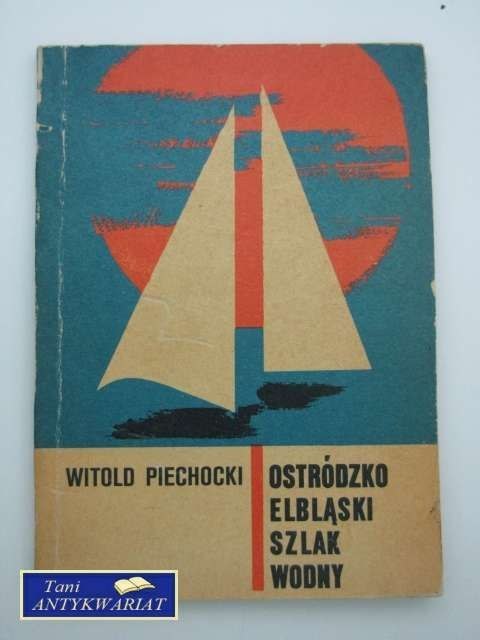 WITOLD PIECHOCKI
OSTRÓDZKO
ELBLĄSKI
SZLAK
WODNY
Tani
ANTYKWARIAT